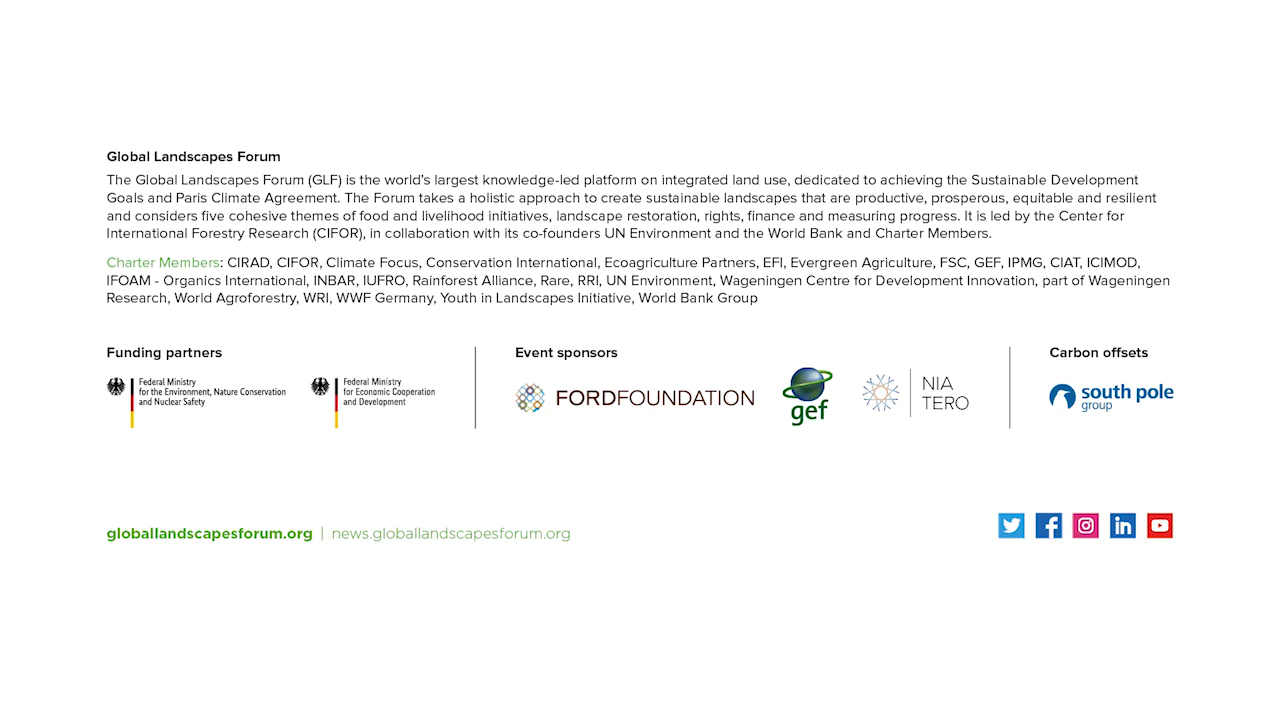 Global Landscapes Forum
The Global Landscapes Forum (GLF) is the world's largest knowledge-led platform on integrated land use, dedicated to achieving the Sustainable Development
Goals and Paris Climate Agreement. The Forum takes a holistic approach to create sustainable landscapes that are productive, prosperous, equitable and resilient
and considers five cohesive themes of food and livelihood initiatives, landscape restoration, rights, finance and measuring progress. It is led by the Center for
International Forestry Research (CIFOR), in collaboration with its co-founders UN Environment and the World Bank and Charter Members.
Charter Members: CIRAD, CIFOR, Climate Focus, Conservation International, Ecoagriculture Partners, EFI, Evergreen Agriculture, FSC, GEF, IPMG, CIAT, ICIMOD,
IFOAM - Organics International, INBAR, IUFRO, Rainforest Alliance, Rare, RRI, UN Environment, Wageningen Centre for Development Innovation, part of Wageningen
Research, World Agroforestry, WRI, WWF Germany, Youth in Landscapes Initiative, World Bank Group
Funding partners
Federal Ministry
for the Environment, Nature Conservation
and Nuclear Safety
Federal Ministry
for Economic Cooperation
and Development
Event sponsors
FORDFOUNDATION
gef
NIA
TERO
Carbon offsets
south pole
group
globallandscapesforum.org | news.globallandscapesforum.org